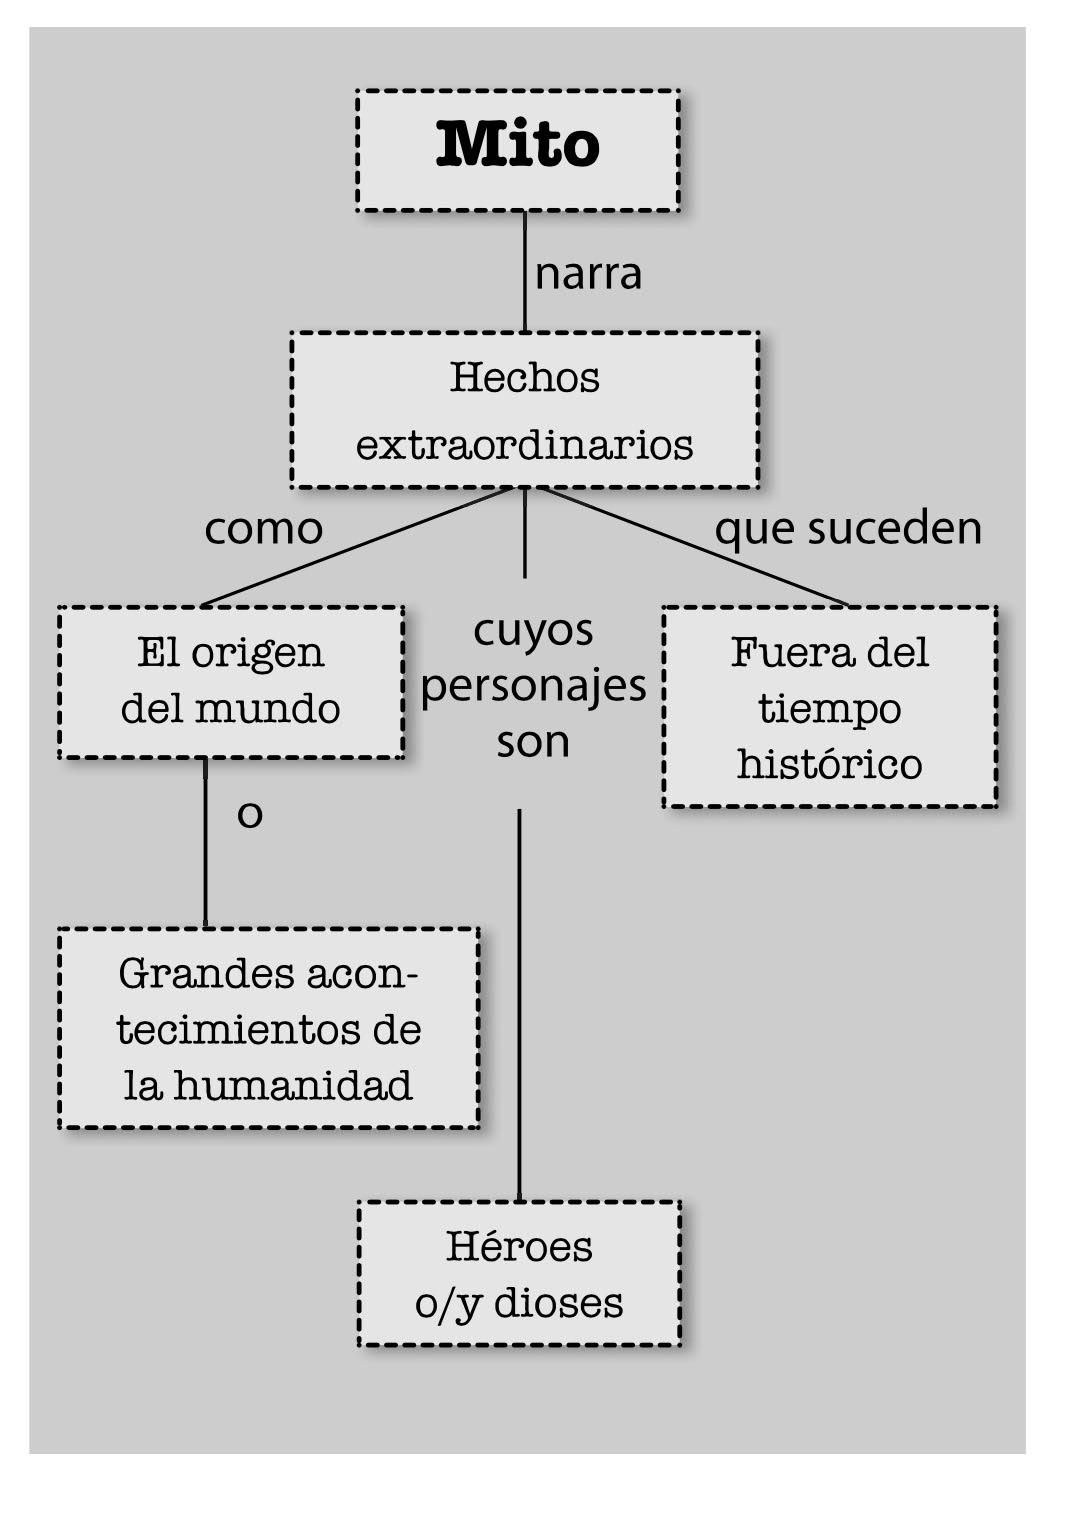 Mito
narra
Hechos
extraordinarios
como
que suceden
El origen
del mundo
cuyos
personajes
son
Fuera del
tiempo
histórico
o
Grandes acon-
tecimientos de
la humanidad
Héroes
o/y dioses